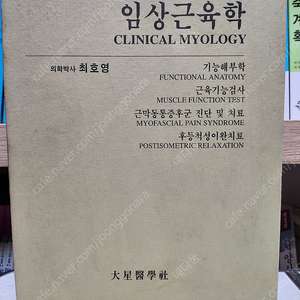 임상근육학
CLINICAL MYOLOGY
의학박사 최호영
기능해부학
FUNCTIONAL ANATOMY
근육기능검사
MUSCLE FUNCTION TEST
근막동통증후군 진단 및 치료
MYOFASCIAL PAIN SYNDROME
후등척성이완치료
POSTISOMETRIC RELAXATION
大星醫學社